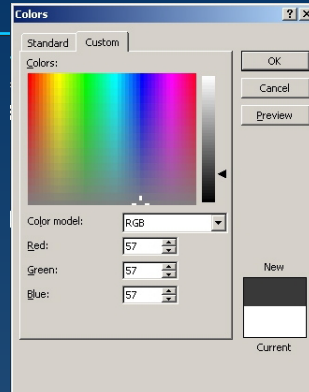 Colors
Standard Custom
Colors:
OK
Cancel
Preview
Color model: RGB
Red: 57
Green: 57
Blue: 57
New
Current